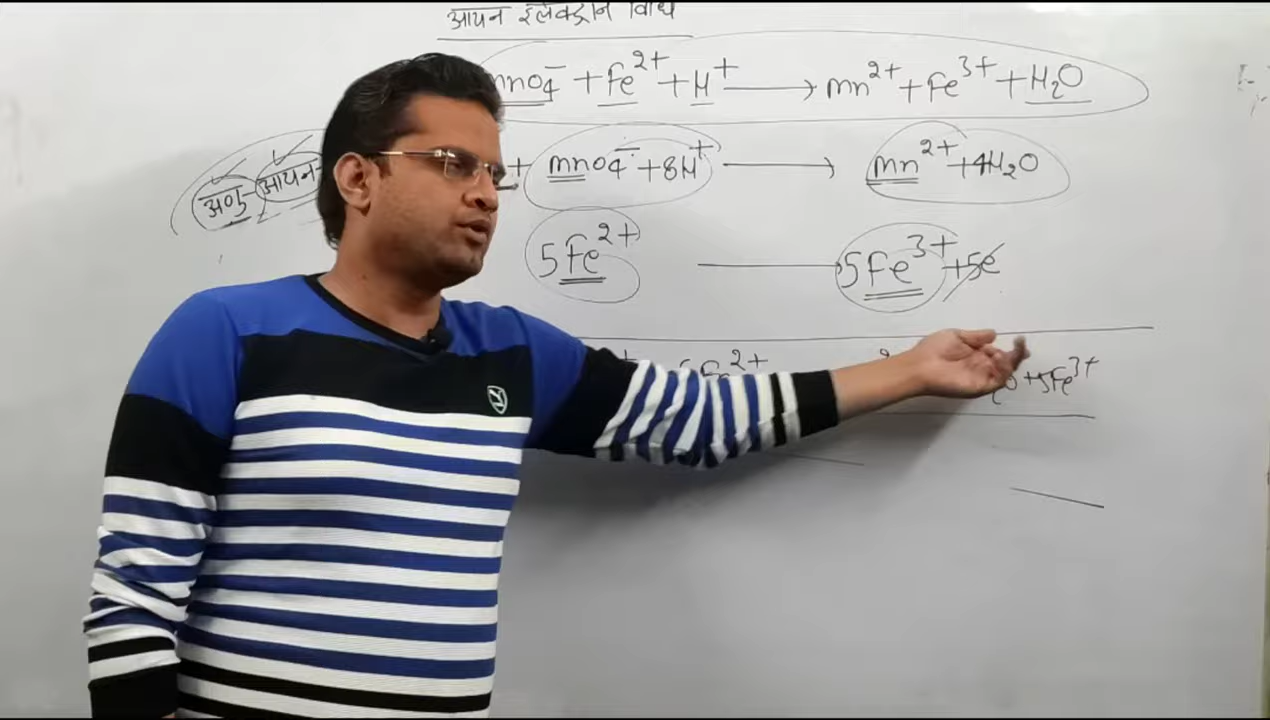 आयन इलेक्ट्रान विधि
mno₄⁻ + Fe²⁺ + H⁺ ⟶ mn²⁺ + Fe³⁺ + H₂O
अणु - आयन - + mno₄⁻ + 8H⁺ ⟶ mn²⁺ + 4H₂O
5Fe²⁺ ⟶ 5Fe³⁺ + 5e
5Fe²⁺ + 5Fe³⁺